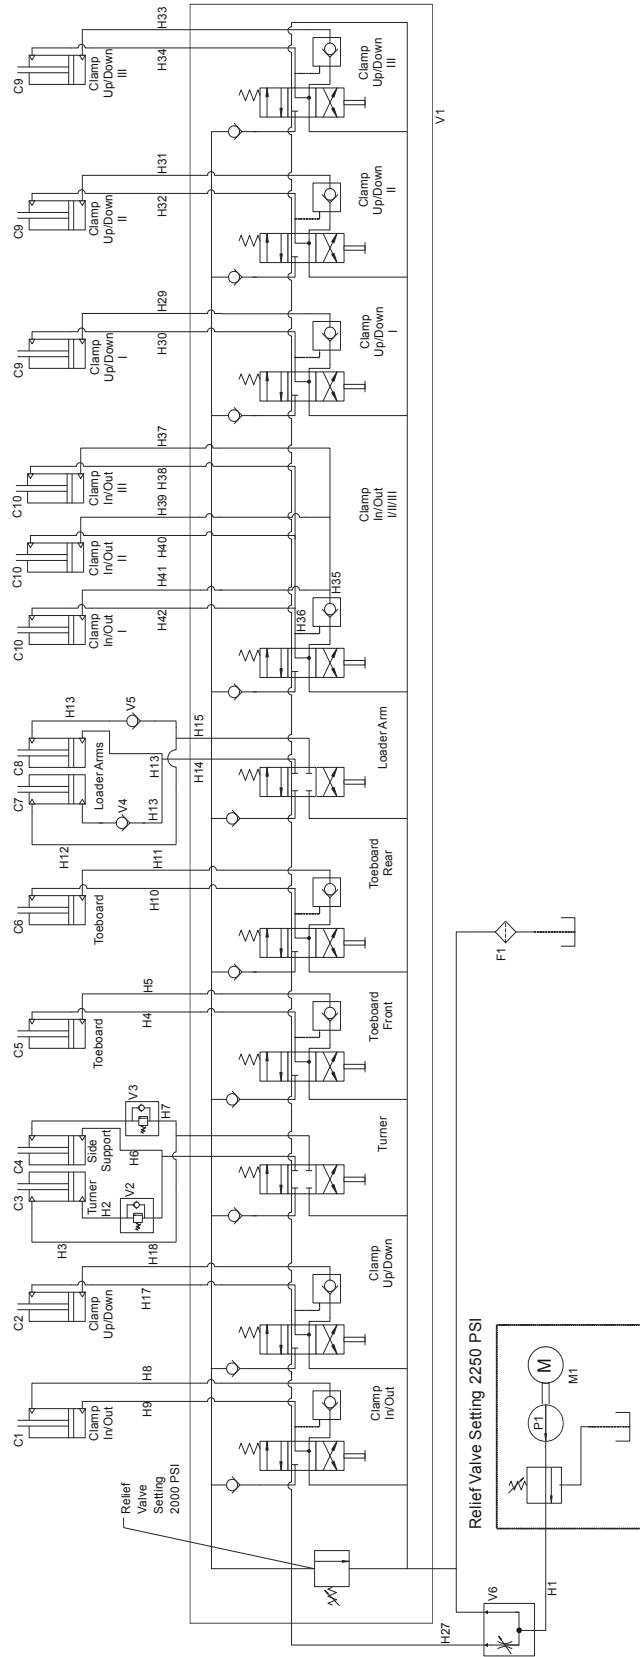 C9
Clamp
Up/Down
III
H33
H34
Clamp
Up/Down
III
V1
C9
Clamp
Up/Down
II
H31
H32
Clamp
Up/Down
II
C9
Clamp
Up/Down
I
H29
H30
Clamp
Up/Down
I
C10
Clamp
In/Out
III
H37
H38
C10
Clamp
In/Out
II
H39
H40
C10
Clamp
In/Out
I
H41
H42
H35
H36
Clamp
In/Out
I/II/III
C8
C7
Loader Arms
H13
V5
H13
V4
H13
H15
H14
H12
H11
Loader Arm
C6
Toeboard
H10
Toeboard
Rear
C5
Toeboard
H5
H4
Toeboard
Front
C4
Side
Support
C3
Turner
V3
H7
H6
H2
V2
H3
H18
Turner
C2
Clamp
Up/Down
H17
Clamp
Up/Down
C1
Clamp
In/Out
H8
H9
Clamp
In/Out
Relief
Valve
Setting
2000 PSI
F1
Relief Valve Setting 2250 PSI
M
M1
P1
V6
H27
H1